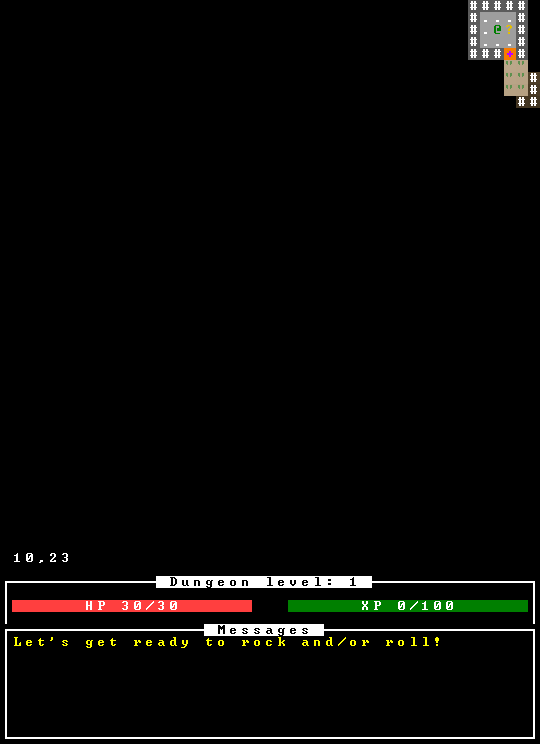 #####
#...#
#.@?#
#...#
###+#
""
""#
""#
##
10,23
Dungeon level: 1
HP 30/30 XP 0/100
Messages
Let's get ready to rock and/or roll!